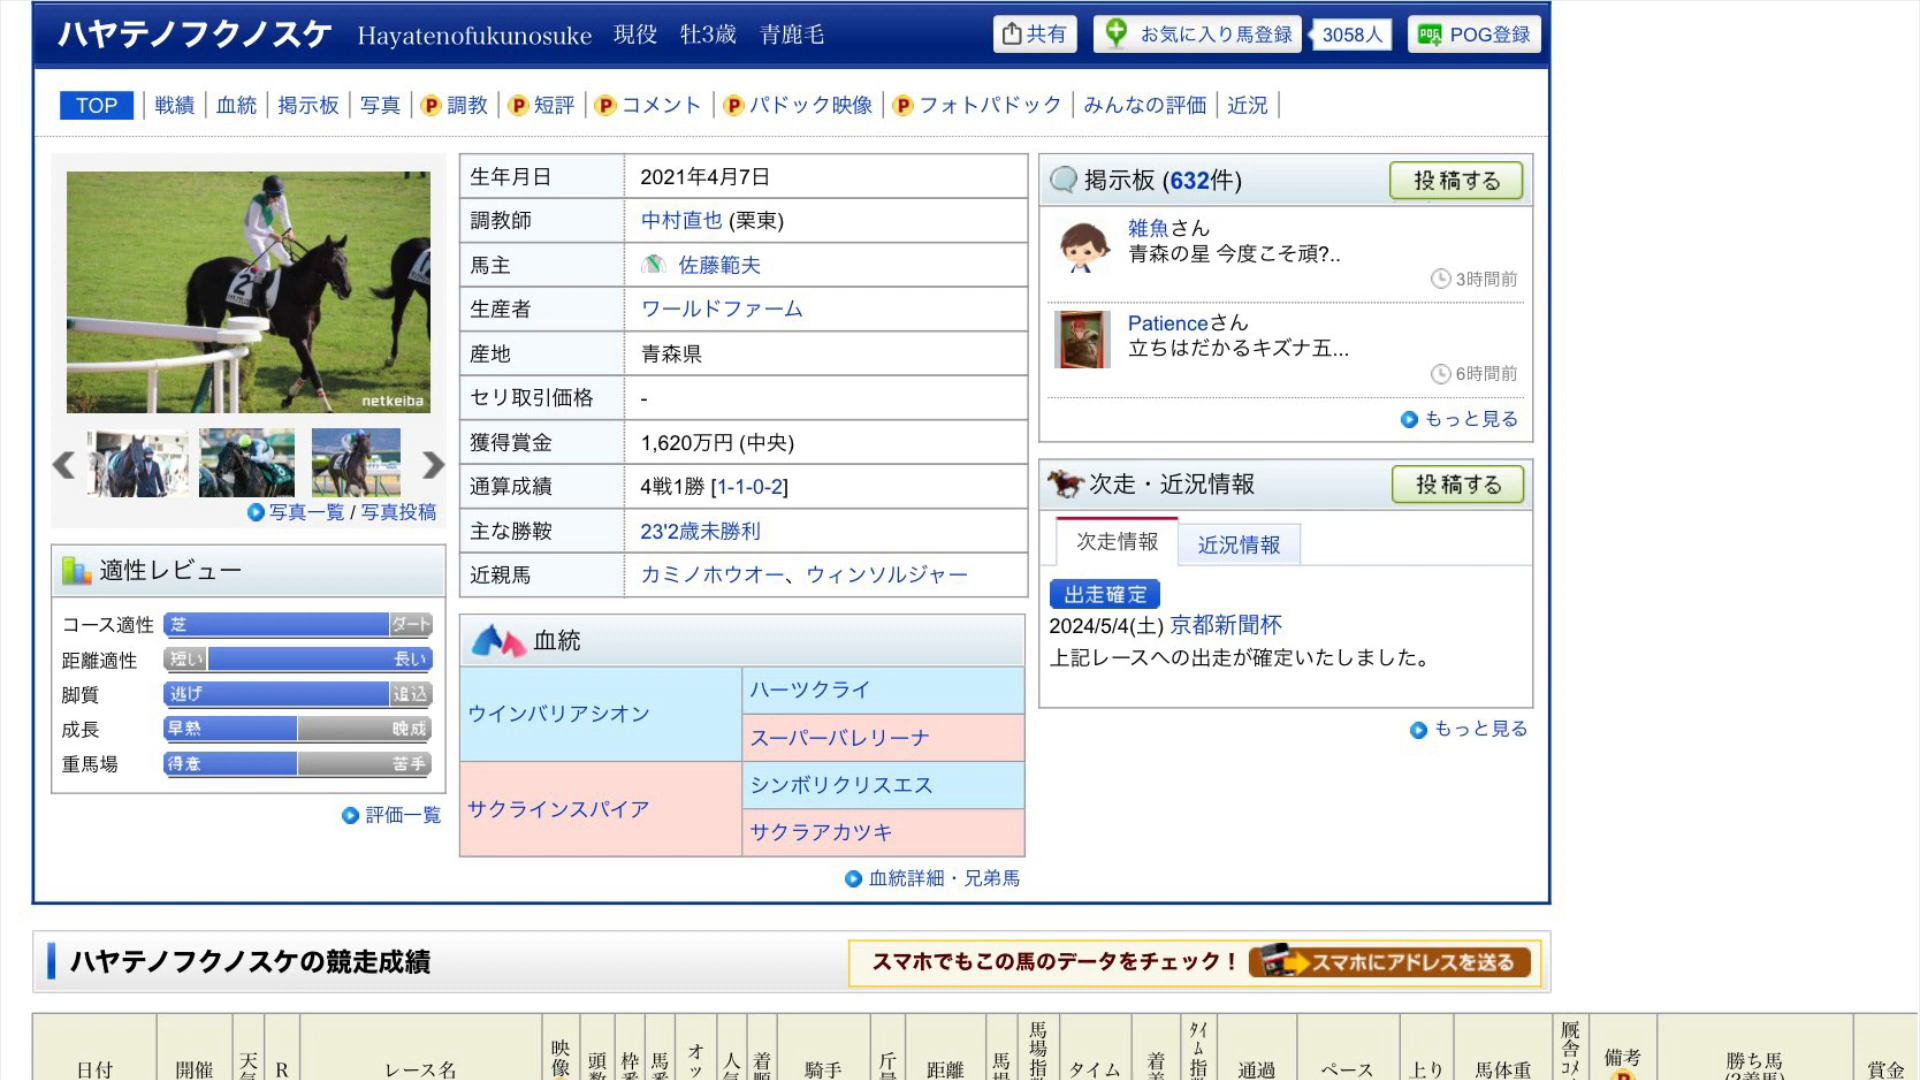 ハヤテノフクノスケ Hayatenofukunosuke 現役 牡3歳 青鹿毛 共有 お気に入り馬登録 3058人 POG登録
TOP 戦績 血統 掲示板 写真 P 調教 P 短評 P コメント P パドック映像 P フォトパドック みんなの評価 近況
2
netkeiba
写真一覧 / 写真投稿
適性レビュー
コース適性 芝 ダート
距離適性 短い 長い
脚質 逃げ 追込
成長 早熟 晩成
重馬場 得意 苦手
評価一覧
生年月日 2021年4月7日
調教師 中村直也 (栗東)
馬主 佐藤範夫
生産者 ワールドファーム
産地 青森県
セリ取引価格 -
獲得賞金 1,620万円 (中央)
通算成績 4戦1勝 [1-1-0-2]
主な勝鞍 23'2歳未勝利
近親馬 カミノホウオー、ウィンソルジャー
血統
ウインバリアシオン
ハーツクライ
スーパーバレリーナ
サクラインスパイア
シンボリクリスエス
サクラアカツキ
血統詳細・兄弟馬
掲示板 (632件) 投稿する
雑魚さん
青森の星 今度こそ頑?..
3時間前
Patienceさん
立ちはだかるキズナ五...
6時間前
もっと見る
次走・近況情報 投稿する
次走情報 近況情報
出走確定
2024/5/4(土) 京都新聞杯
上記レースへの出走が確定いたしました。
もっと見る
ハヤテノフクノスケの競走成績 スマホでもこの馬のデータをチェック! スマホにアドレスを送る
日付 開催 天気 R レース名 映像 頭数 枠番 馬番 オッ 人気 着順 騎手 斤量 距離 馬場 馬場指数 タイム 着差 タイム指 通過 ペース 上り 馬体重 厩舎コメ 備考 勝ち馬 賞金
(2着馬)